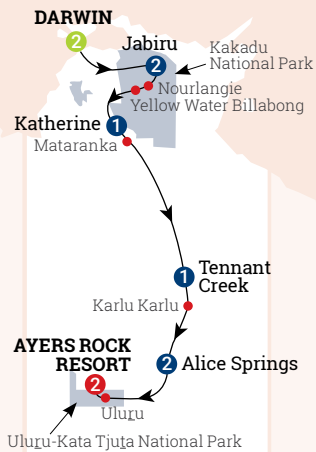 DARWIN
2
Jabiru
2
Kakadu
National Park
Nourlangie
Yellow Water Billabong
Katherine
1
Mataranka
1
Tennant
Creek
Karlu Karlu
AYERS ROCK
RESORT
2
2
Alice Springs
Uluṟu
Uluṟu-Kata Tjuṯa National Park